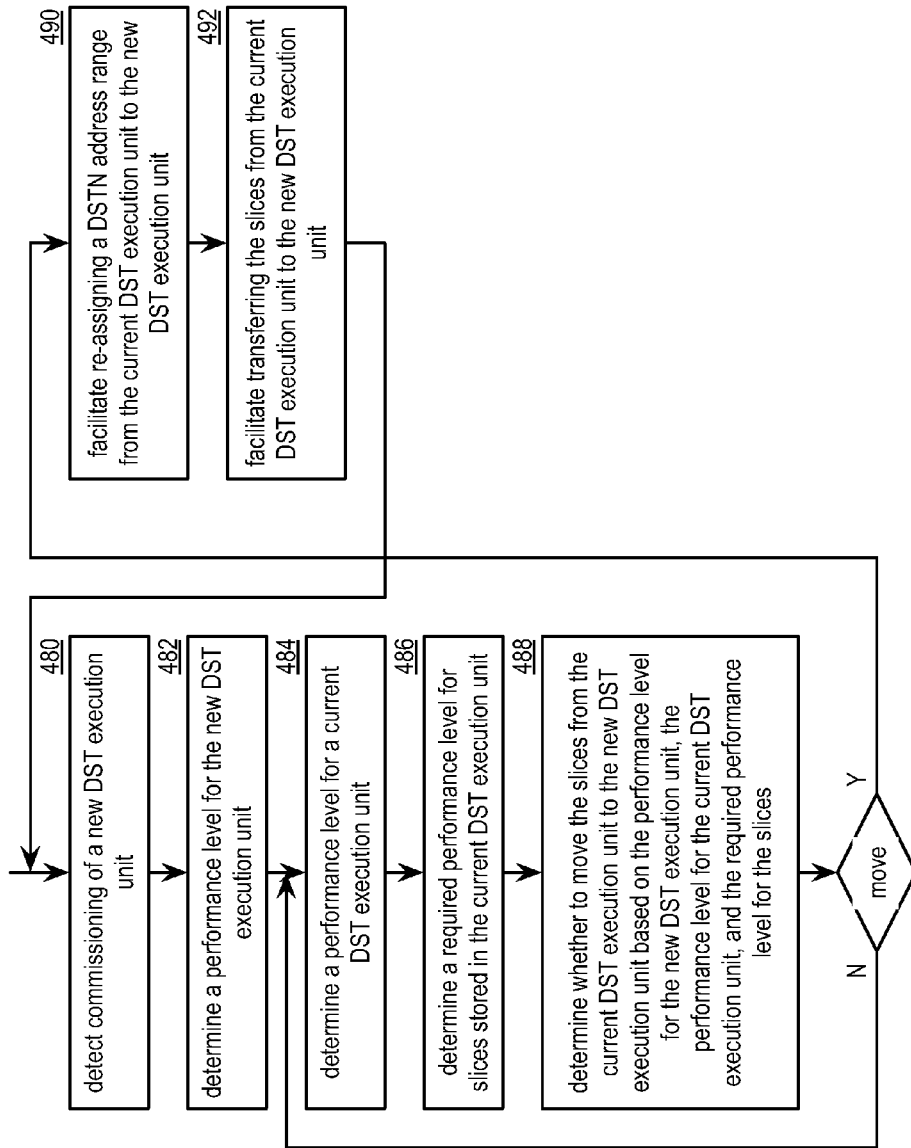 480
detect commissioning of a new DST execution
unit
482
determine a performance level for the new DST
execution unit
484
determine a performance level for a current
DST execution unit
486
determine a required performance level for
slices stored in the current DST execution unit
488
determine whether to move the slices from the
current DST execution unit to the new DST
execution unit based on the performance level
for the new DST execution unit, the
performance level for the current DST
execution unit, and the required performance
level for the slices
N
move
Y
490
facilitate re-assigning a DSTN address range
from the current DST execution unit to the new
DST execution unit
492
facilitate transferring the slices from the current
DST execution unit to the new DST execution
unit